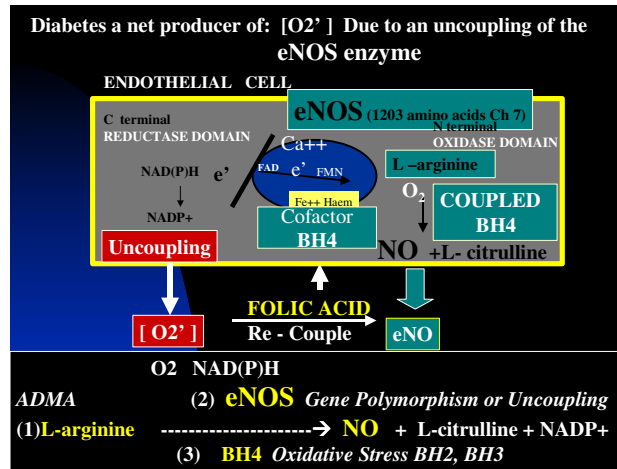 Diabetes a net producer of: [O2' ] Due to an uncoupling of the
eNOS enzyme
ENDOTHELIAL CELL
eNOS (1203 amino acids Ch 7)
C terminal
N terminal
REDUCTASE DOMAIN
OXIDASE DOMAIN
Ca++
L –arginine
NAD(P)H e'
FAD e' FMN
O2
Fe++ Haem
NADP+
Cofactor
BH4
COUPLED
BH4
Uncoupling
NO +L- citrulline
FOLIC ACID
[ O2' ]
Re - Couple
eNO
O2 NAD(P)H
ADMA (2) eNOS Gene Polymorphism or Uncoupling
(1)L-arginine ---------------------→ NO + L-citrulline + NADP+
(3) BH4 Oxidative Stress BH2, BH3